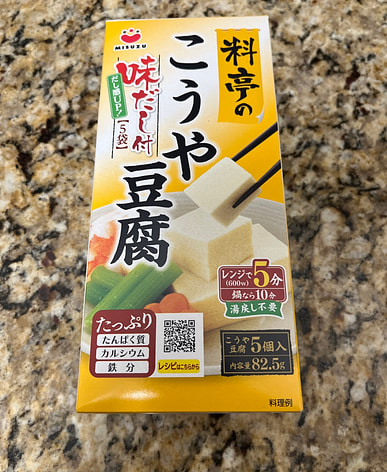 MISUZU
料亭の
こうや豆腐
味だし付
【5袋】
だし感UP!
レンジで
(600W)
5分
鍋なら10分
湯戻し不要
たっぷり
たんぱく質
カルシウム
鉄 分
レシピはこちらから
こうや
豆腐
5個入
内容量82.5g
料理例